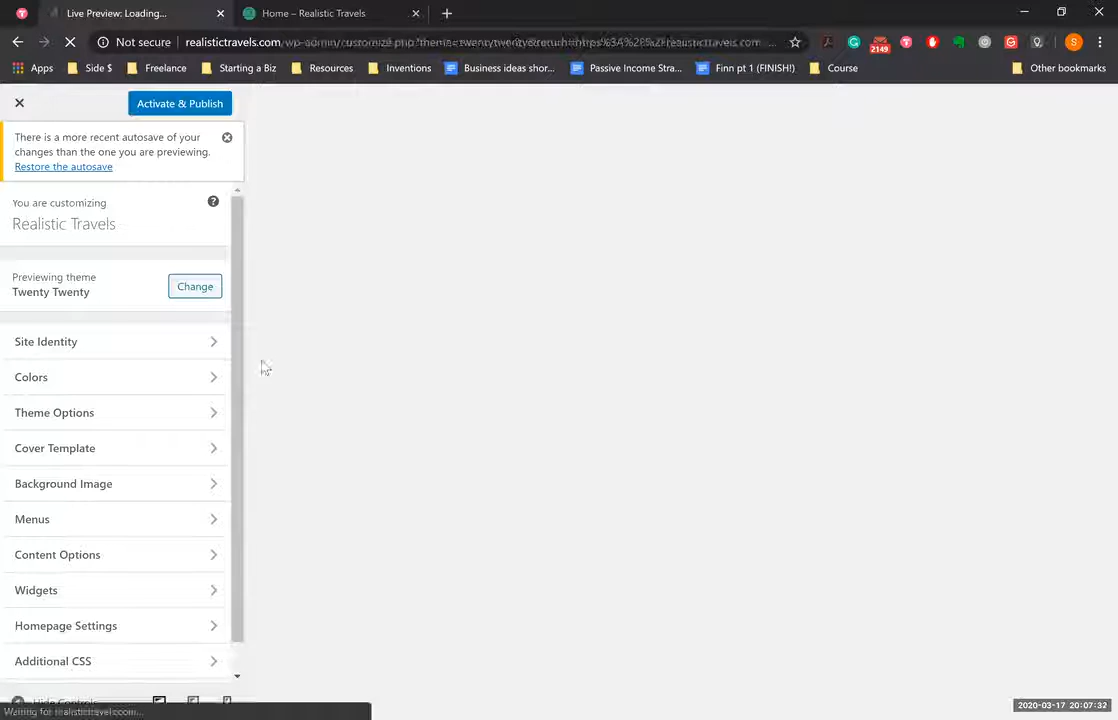 Live Preview: Loading...
Home – Realistic Travels
Not secure
realistictravels.com
2149
S
Apps
Side $
Freelance
Starting a Biz
Resources
Inventions
Business ideas shor...
Passive Income Stra...
Finn pt 1 (FINISH!)
Course
Other bookmarks
Activate & Publish
There is a more recent autosave of your
changes than the one you are previewing.
Restore the autosave
You are customizing
Realistic Travels
Previewing theme
Twenty Twenty
Change
Site Identity
Colors
Theme Options
Cover Template
Background Image
Menus
Content Options
Widgets
Homepage Settings
Additional CSS
Hide Controls
2020-03-17 20:07:32